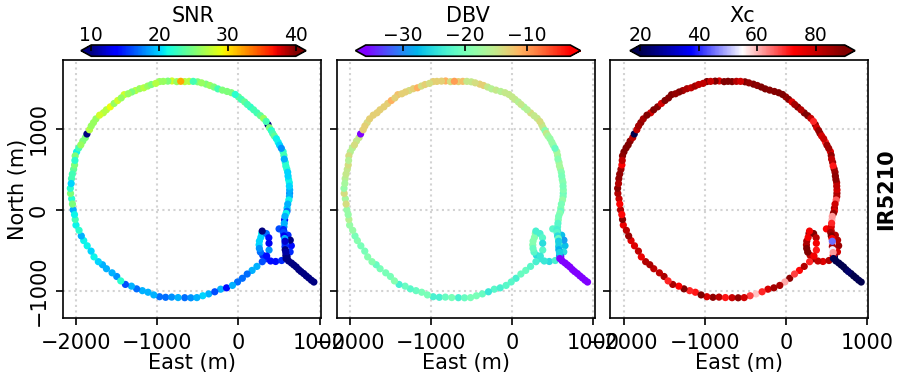 SNR DBV Xc
10 20 30 40 −30 −20 −10 20 40 60 80
1000
0
−1000
North (m)
IR5210
−2000 −1000 0 1000 −2000 −1000 0 1000 −2000 −1000 0 1000
East (m) East (m) East (m)